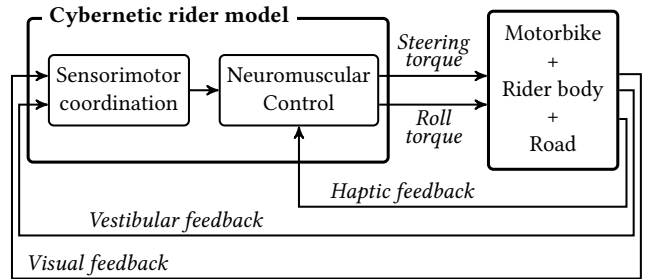 Cybernetic rider model
Sensorimotor
coordination
Neuromuscular
Control
Steering
torque
Roll
torque
Motorbike
+
Rider body
+
Road
Haptic feedback
Vestibular feedback
Visual feedback